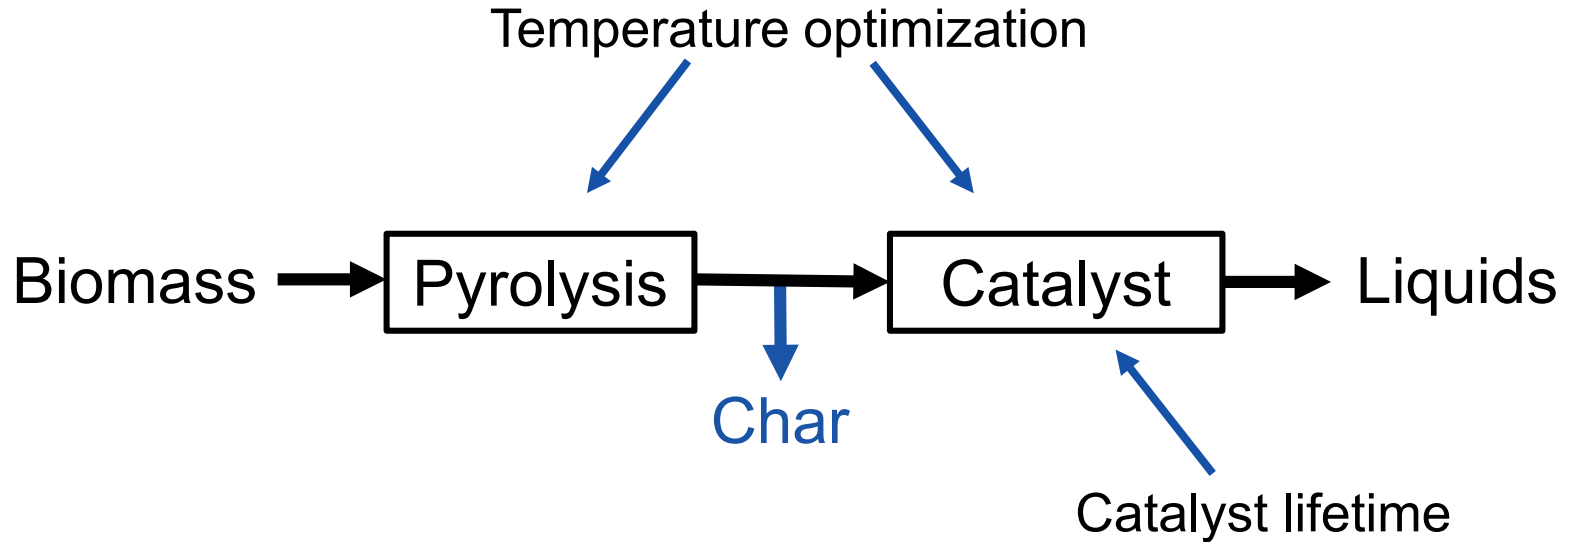 Temperature optimization
Biomass
Pyrolysis
Catalyst
Liquids
Char
Catalyst lifetime